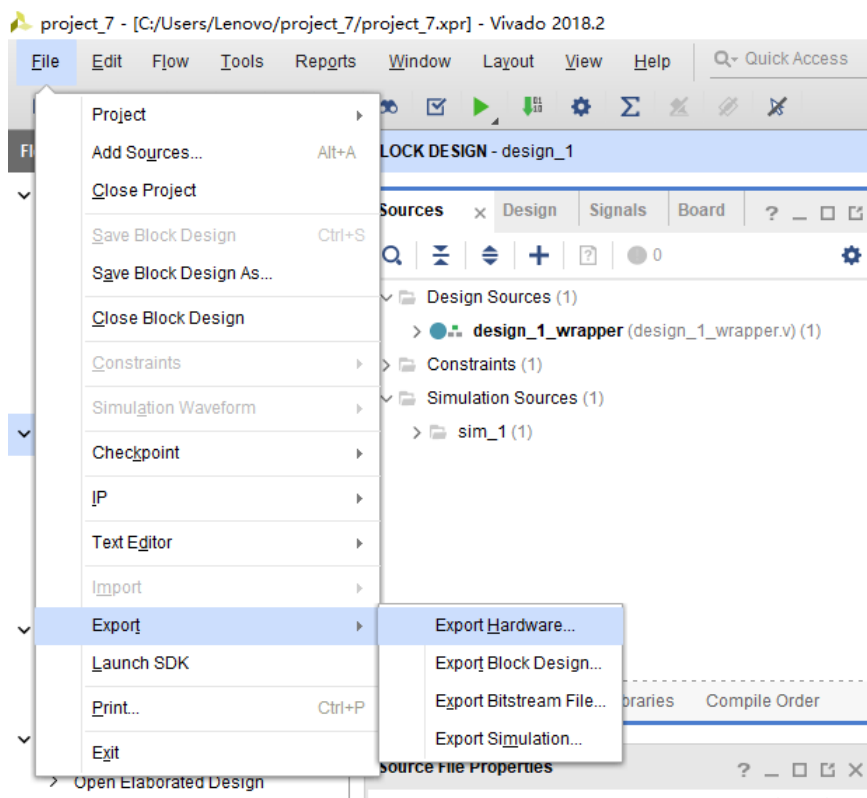 project_7 - [C:/Users/Lenovo/project_7/project_7.xpr] - Vivado 2018.2
File Edit Flow Tools Reports Window Layout View Help Quick Access
LOCK DESIGN - design_1
Project
Add Sources... Alt+A
Close Project
Save Block Design Ctrl+S
Save Block Design As...
Close Block Design
Constraints
Simulation Waveform
Checkpoint
IP
Text Editor
Import
Export
Launch SDK
Print... Ctrl+P
Exit
Open Elaborated Design
Export Hardware...
Export Block Design...
Export Bitstream File...
Export Simulation...
Sources Design Signals Board ?
? 0
Design Sources (1)
design_1_wrapper (design_1_wrapper.v) (1)
Constraints (1)
Simulation Sources (1)
sim_1 (1)
braries Compile Order
Source File Properties ?